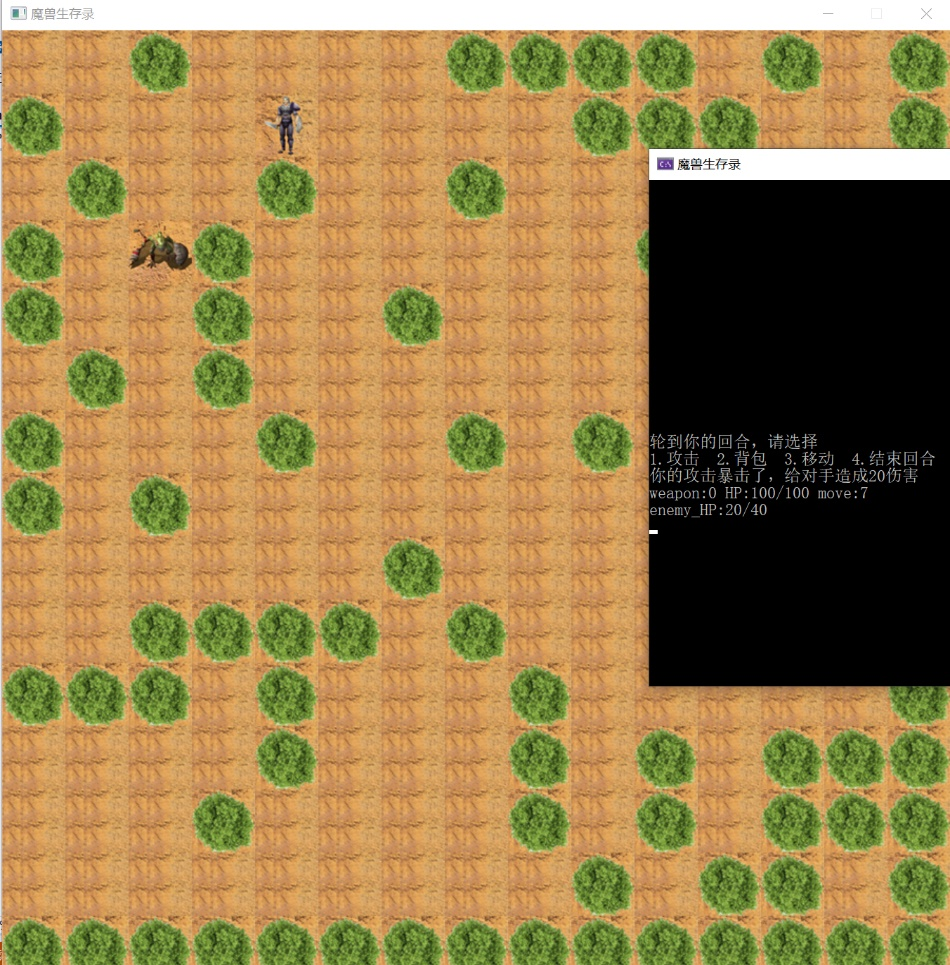 魔兽生存录
C:\ 魔兽生存录
轮到你的回合，请选择
1.攻击 2.背包 3.移动 4.结束回合
你的攻击暴击了，给对手造成20伤害
weapon:0 HP:100/100 move:7
enemy_HP:20/40